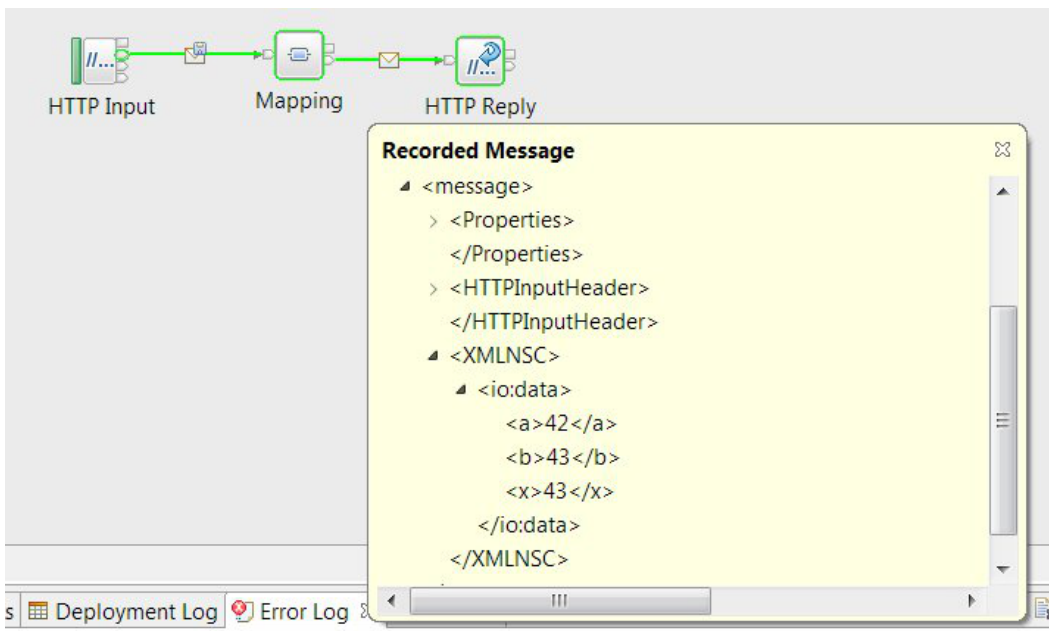 //...
//...
HTTP Input
Mapping
HTTP Reply
Recorded Message
<message>
<Properties>
</Properties>
<HTTPInputHeader>
</HTTPInputHeader>
<XMLNSC>
<io:data>
<a>42</a>
<b>43</b>
<x>43</x>
</io:data>
</XMLNSC>
s Deployment Log Error Log